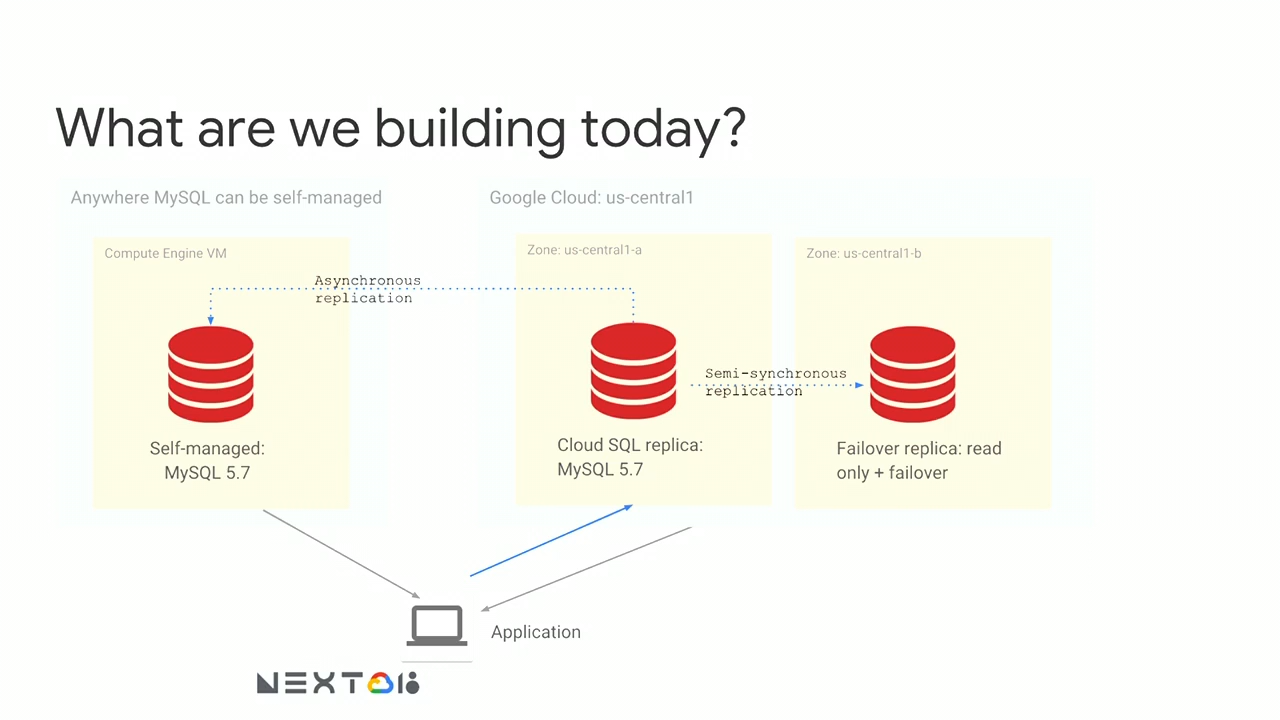 What are we building today?
Anywhere MySQL can be self-managed
Google Cloud: us-central1
Compute Engine VM
Zone: us-central1-a
Zone: us-central1-b
Asynchronous
replication
Semi-synchronous
replication
Self-managed:
MySQL 5.7
Cloud SQL replica:
MySQL 5.7
Failover replica: read
only + failover
Application
NEXT 18